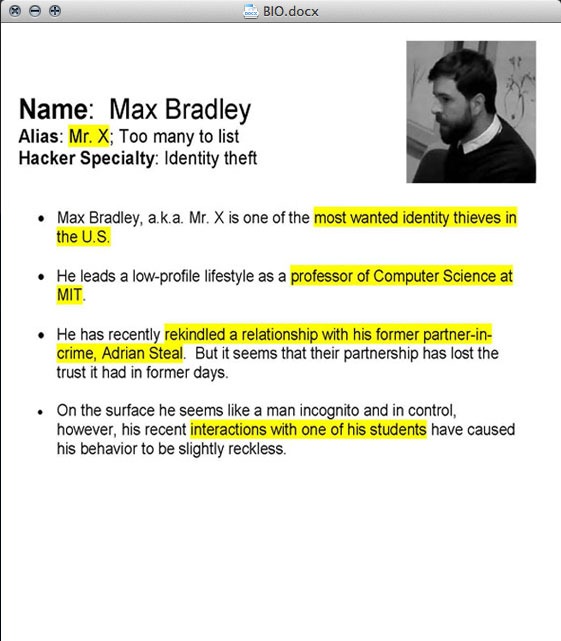 BIO.docx
Name: Max Bradley
Alias: Mr. X; Too many to list
Hacker Specialty: Identity theft
• Max Bradley, a.k.a. Mr. X is one of the most wanted identity thieves in
the U.S.
• He leads a low-profile lifestyle as a professor of Computer Science at
MIT.
• He has recently rekindled a relationship with his former partner-in-
crime, Adrian Steal. But it seems that their partnership has lost the
trust it had in former days.
• On the surface he seems like a man incognito and in control,
however, his recent interactions with one of his students have caused
his behavior to be slightly reckless.